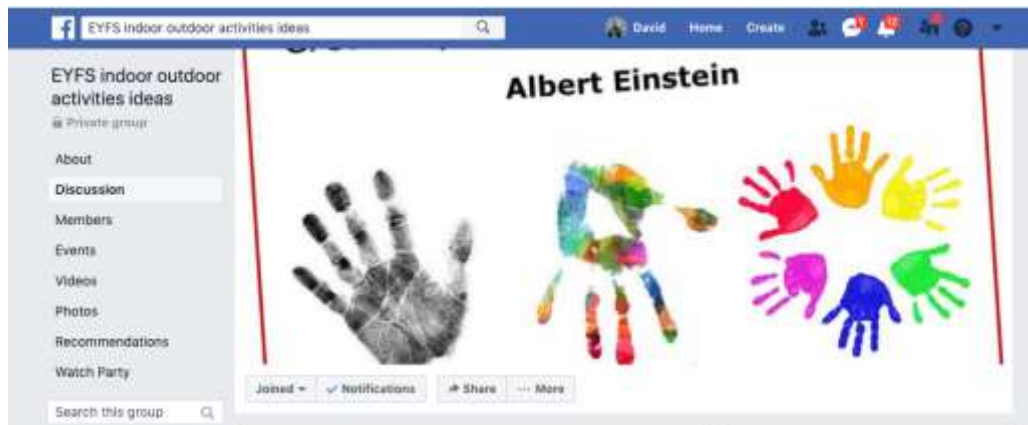 EYFS indoor outdoor activities ideas
David Home Create
Albert Einstein
EYFS indoor outdoor
activities ideas
Private group
About
Discussion
Members
Events
Videos
Photos
Recommendations
Watch Party
Search this group
Joined
Notifications
Share
More